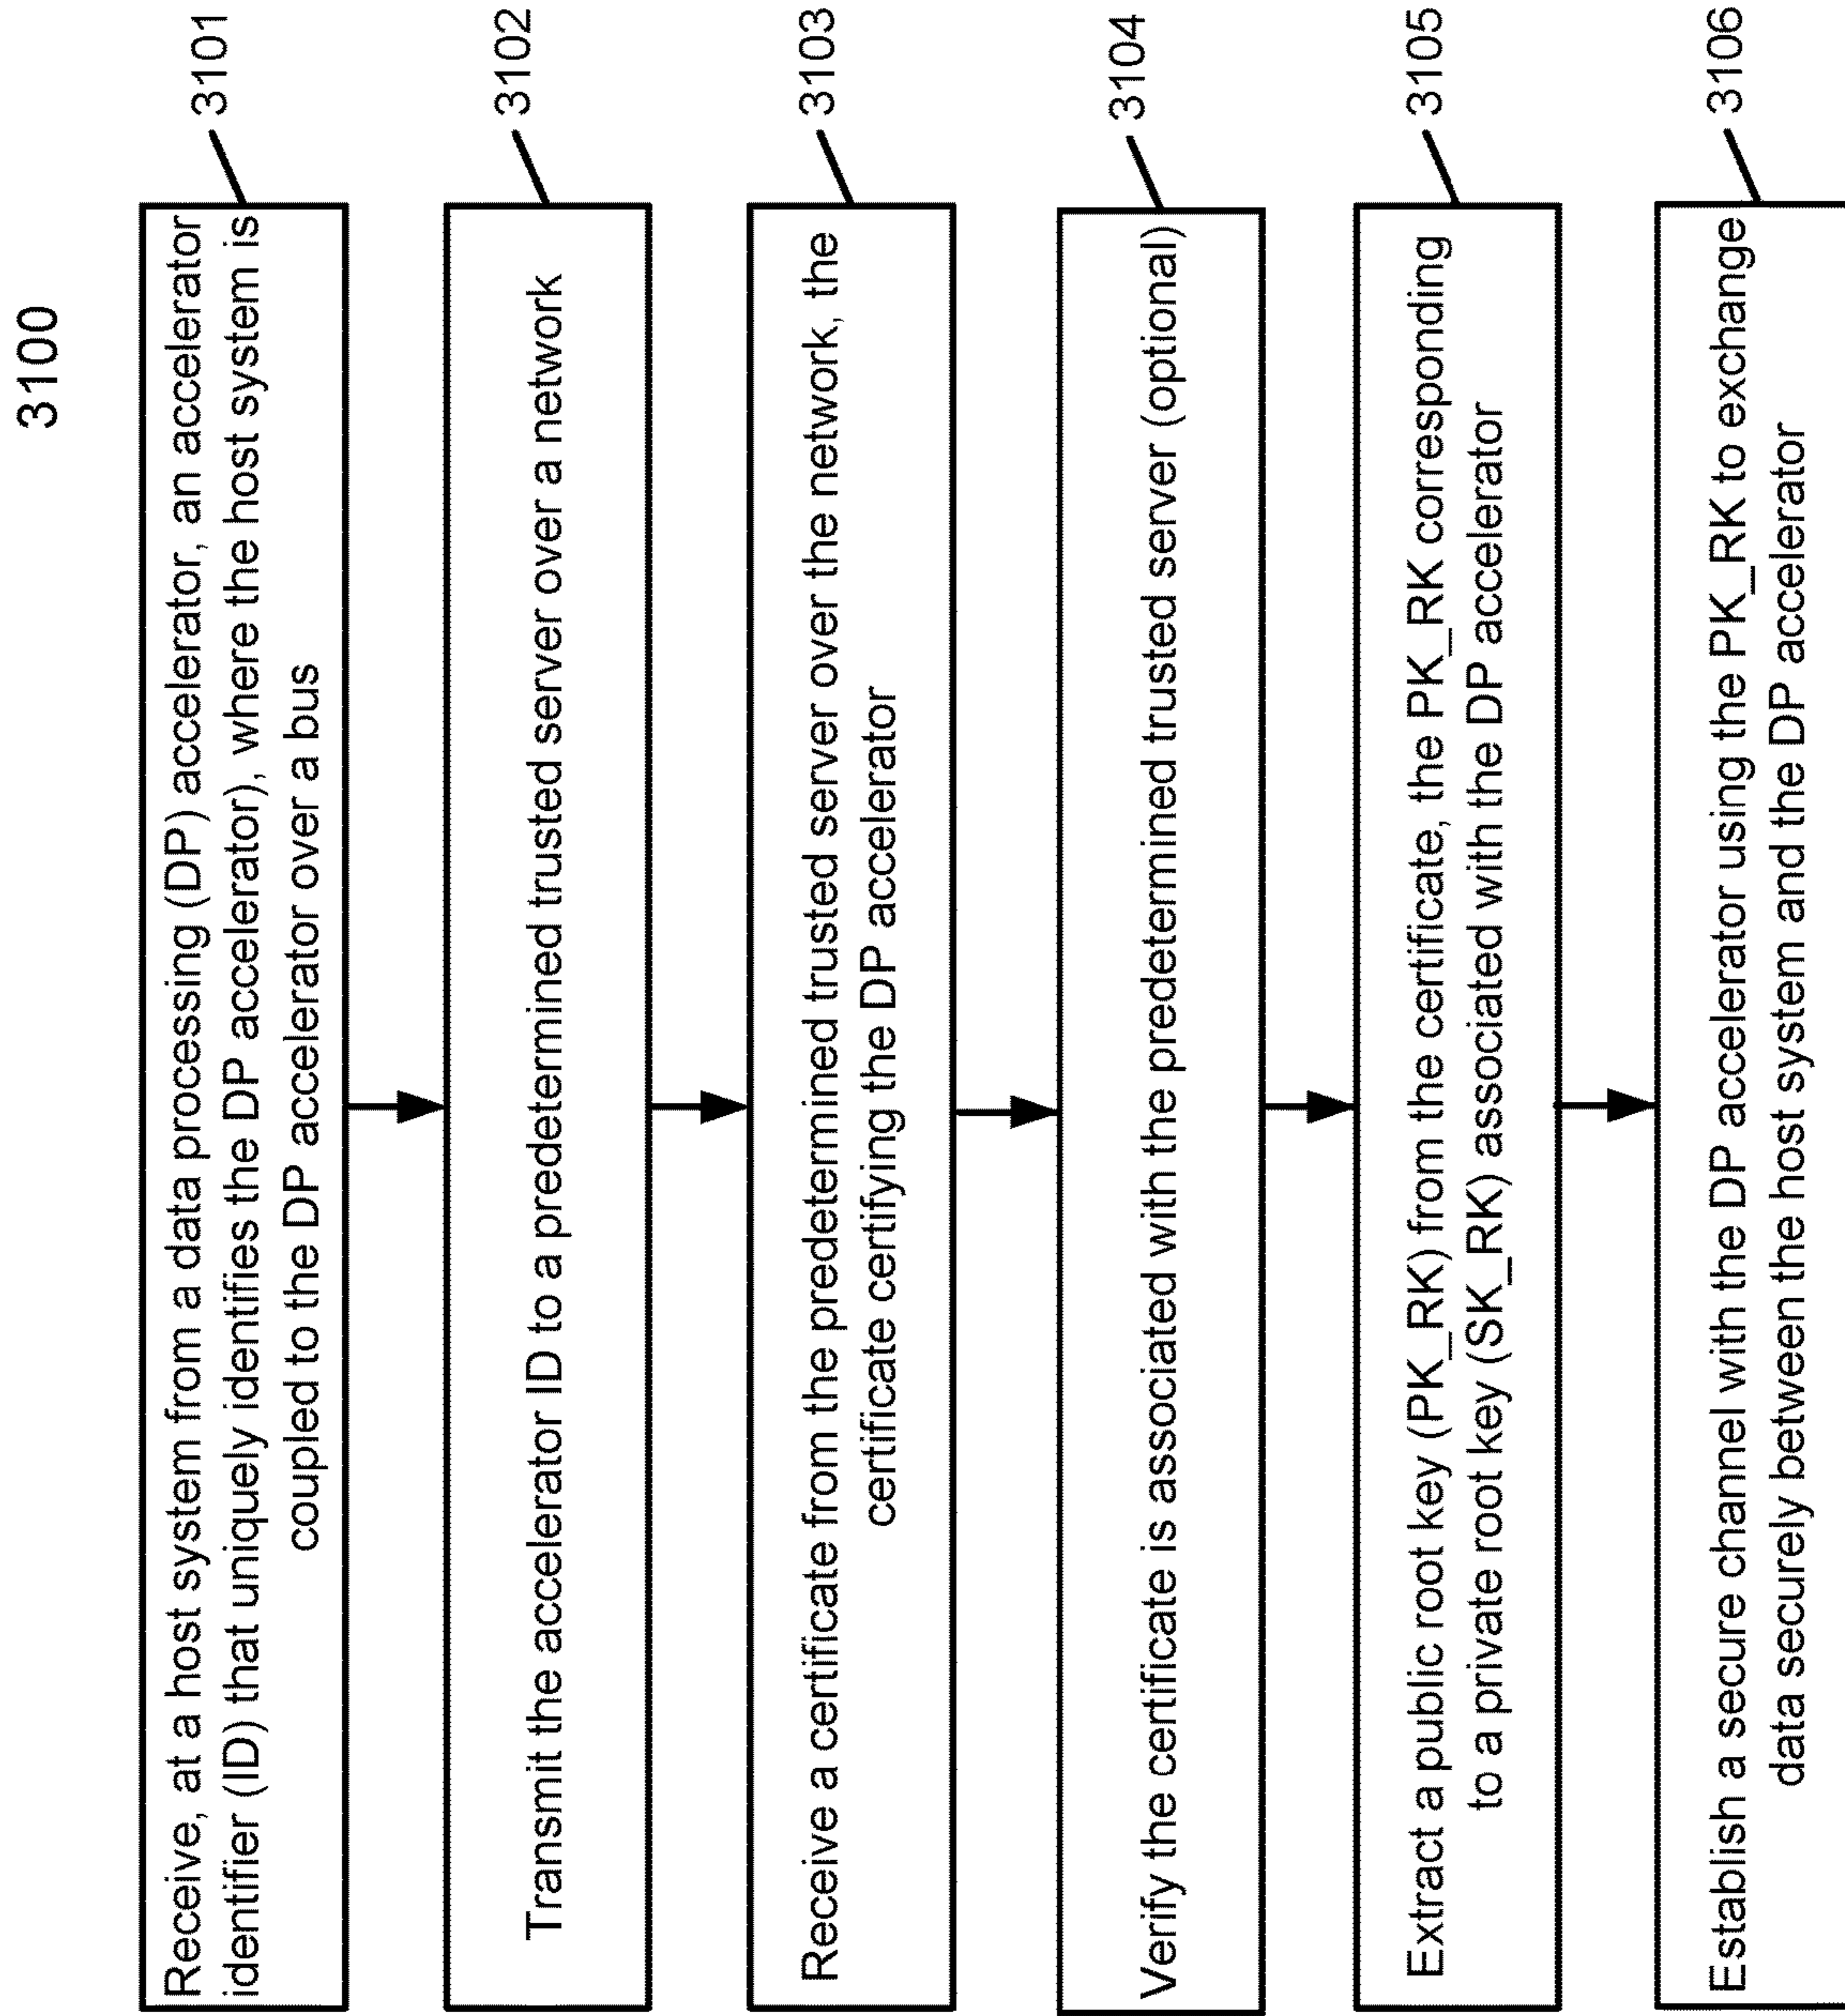 3100
Receive, at a host system from a data processing (DP) accelerator, an accelerator
identifier (ID) that uniquely identifies the DP accelerator), where the host system is
coupled to the DP accelerator over a bus
3101
Transmit the accelerator ID to a predetermined trusted server over a network
3102
Receive a certificate from the predetermined trusted server over the network, the
certificate certifying the DP accelerator
3103
Verify the certificate is associated with the predetermined trusted server (optional)
3104
Extract a public root key (PK_RK) from the certificate, the PK_RK corresponding
to a private root key (SK_RK) associated with the DP accelerator
3105
Establish a secure channel with the DP accelerator using the PK_RK to exchange
data securely between the host system and the DP accelerator
3106